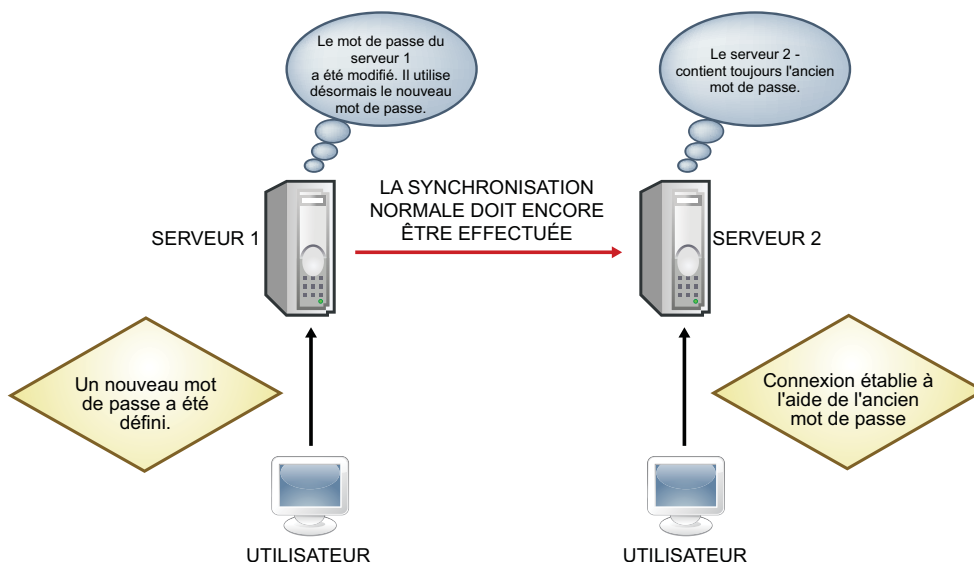 Le mot de passe du
serveur 1
a été modifié. Il utilise
désormais le nouveau
mot de passe.
Le serveur 2 -
contient toujours l'ancien
mot de passe.
LA SYNCHRONISATION
NORMALE DOIT ENCORE
ÊTRE EFFECTUÉE
SERVEUR 1
SERVEUR 2
Un nouveau mot
de passe a été
défini.
Connexion établie à
l'aide de l'ancien
mot de passe
UTILISATEUR
UTILISATEUR